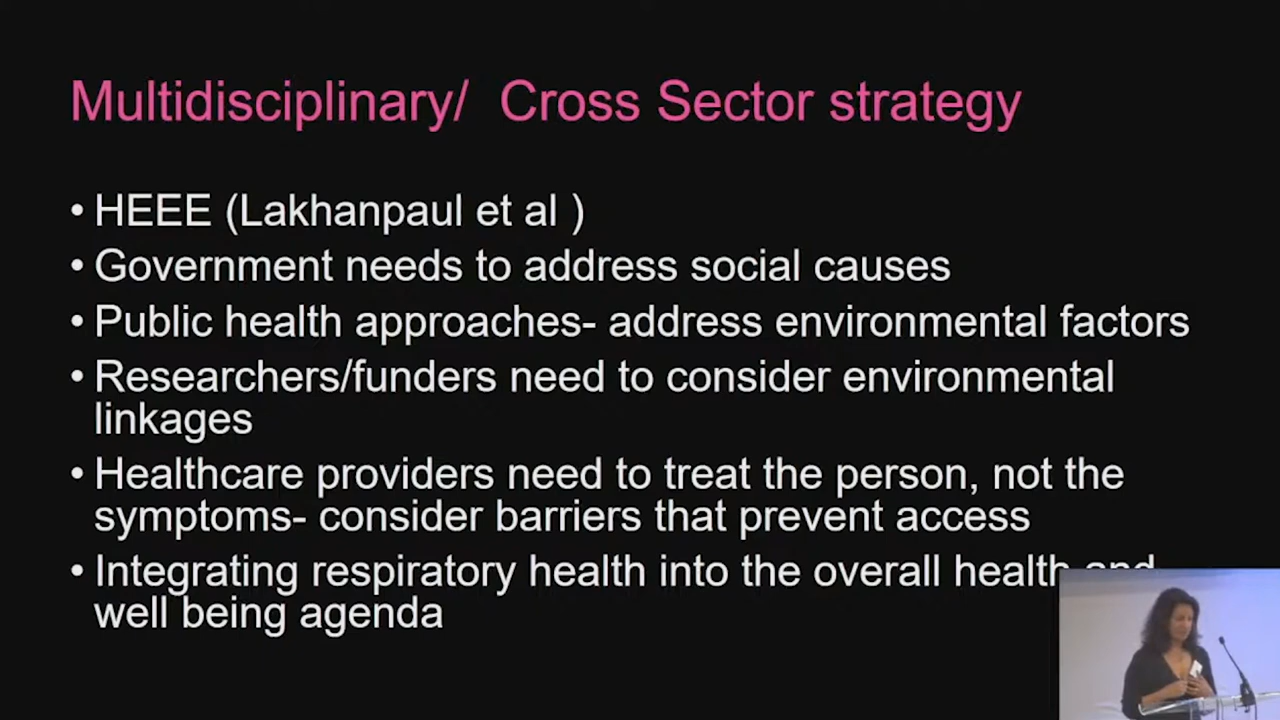 Multidisciplinary/ Cross Sector strategy
• HEEE (Lakhanpaul et al )
• Government needs to address social causes
• Public health approaches- address environmental factors
• Researchers/funders need to consider environmental
linkages
• Healthcare providers need to treat the person, not the
symptoms- consider barriers that prevent access
• Integrating respiratory health into the overall health and
well being agenda